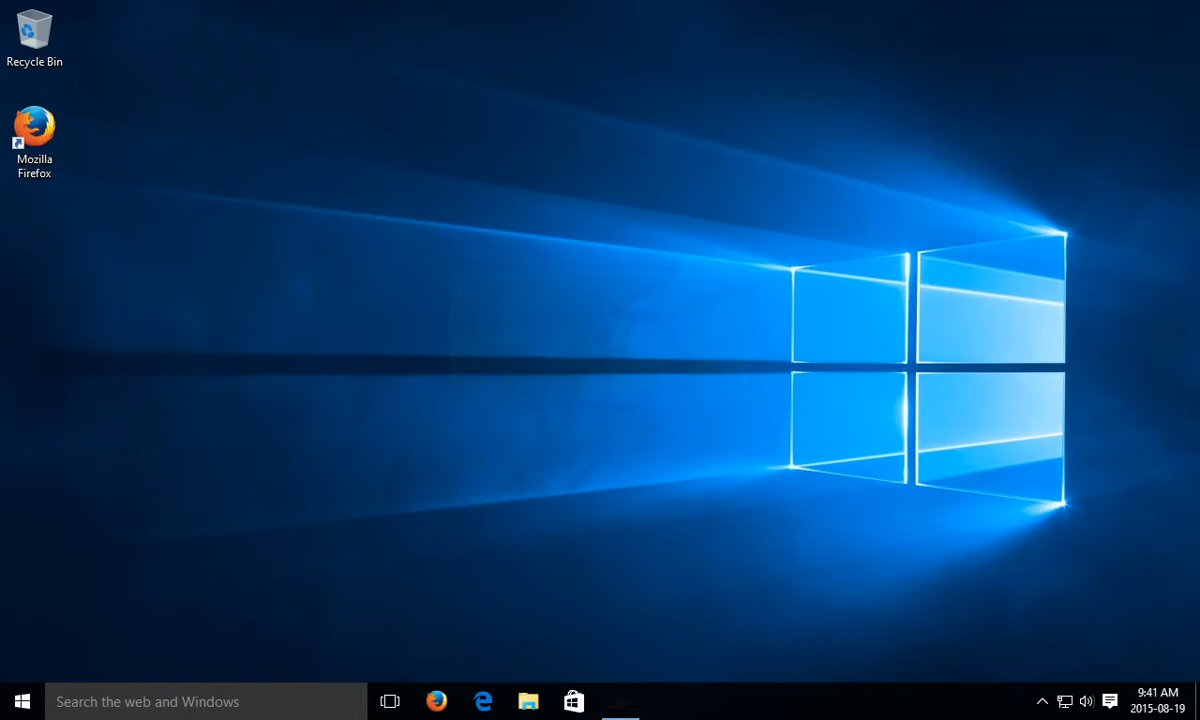 Recycle Bin
Mozilla
Firefox
Search the web and Windows
9:41 AM
2015-08-19